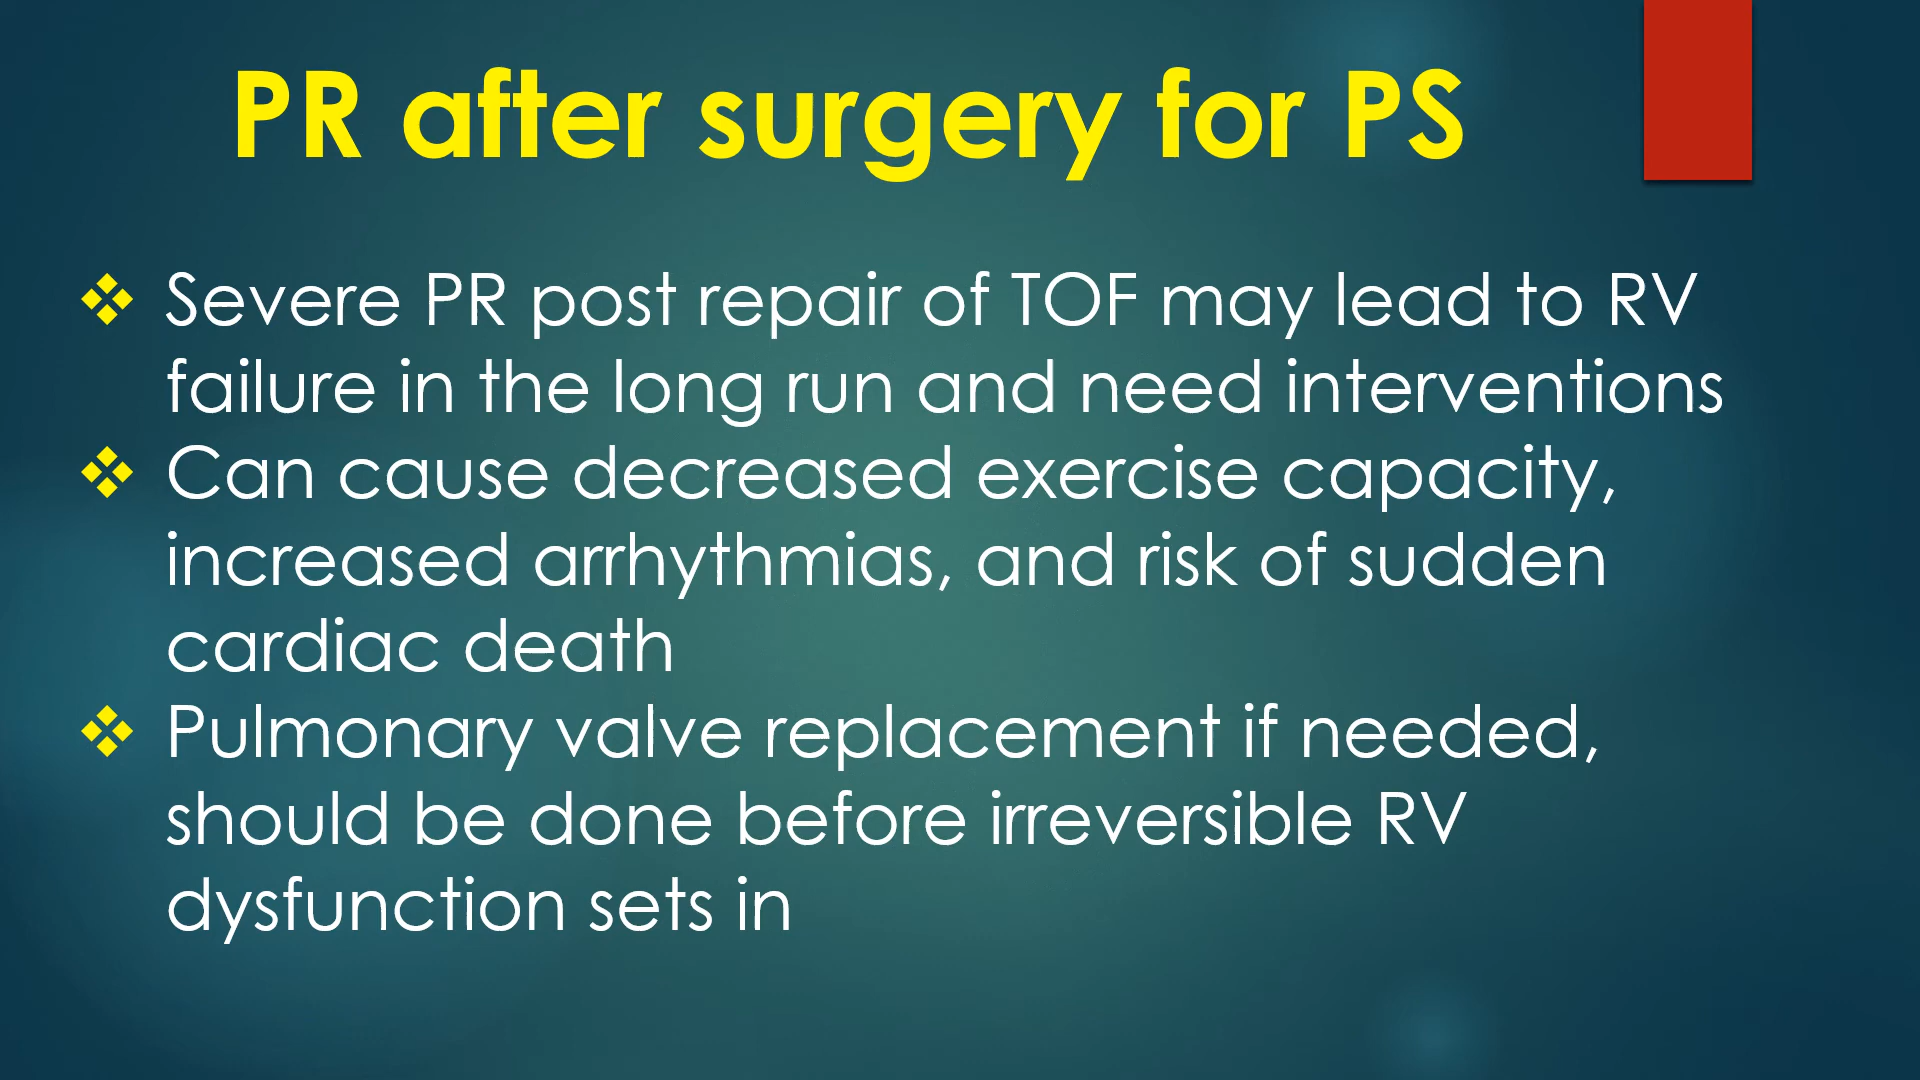 PR after surgery for PS
❖ Severe PR post repair of TOF may lead to RV
failure in the long run and need interventions
❖ Can cause decreased exercise capacity,
increased arrhythmias, and risk of sudden
cardiac death
❖ Pulmonary valve replacement if needed,
should be done before irreversible RV
dysfunction sets in